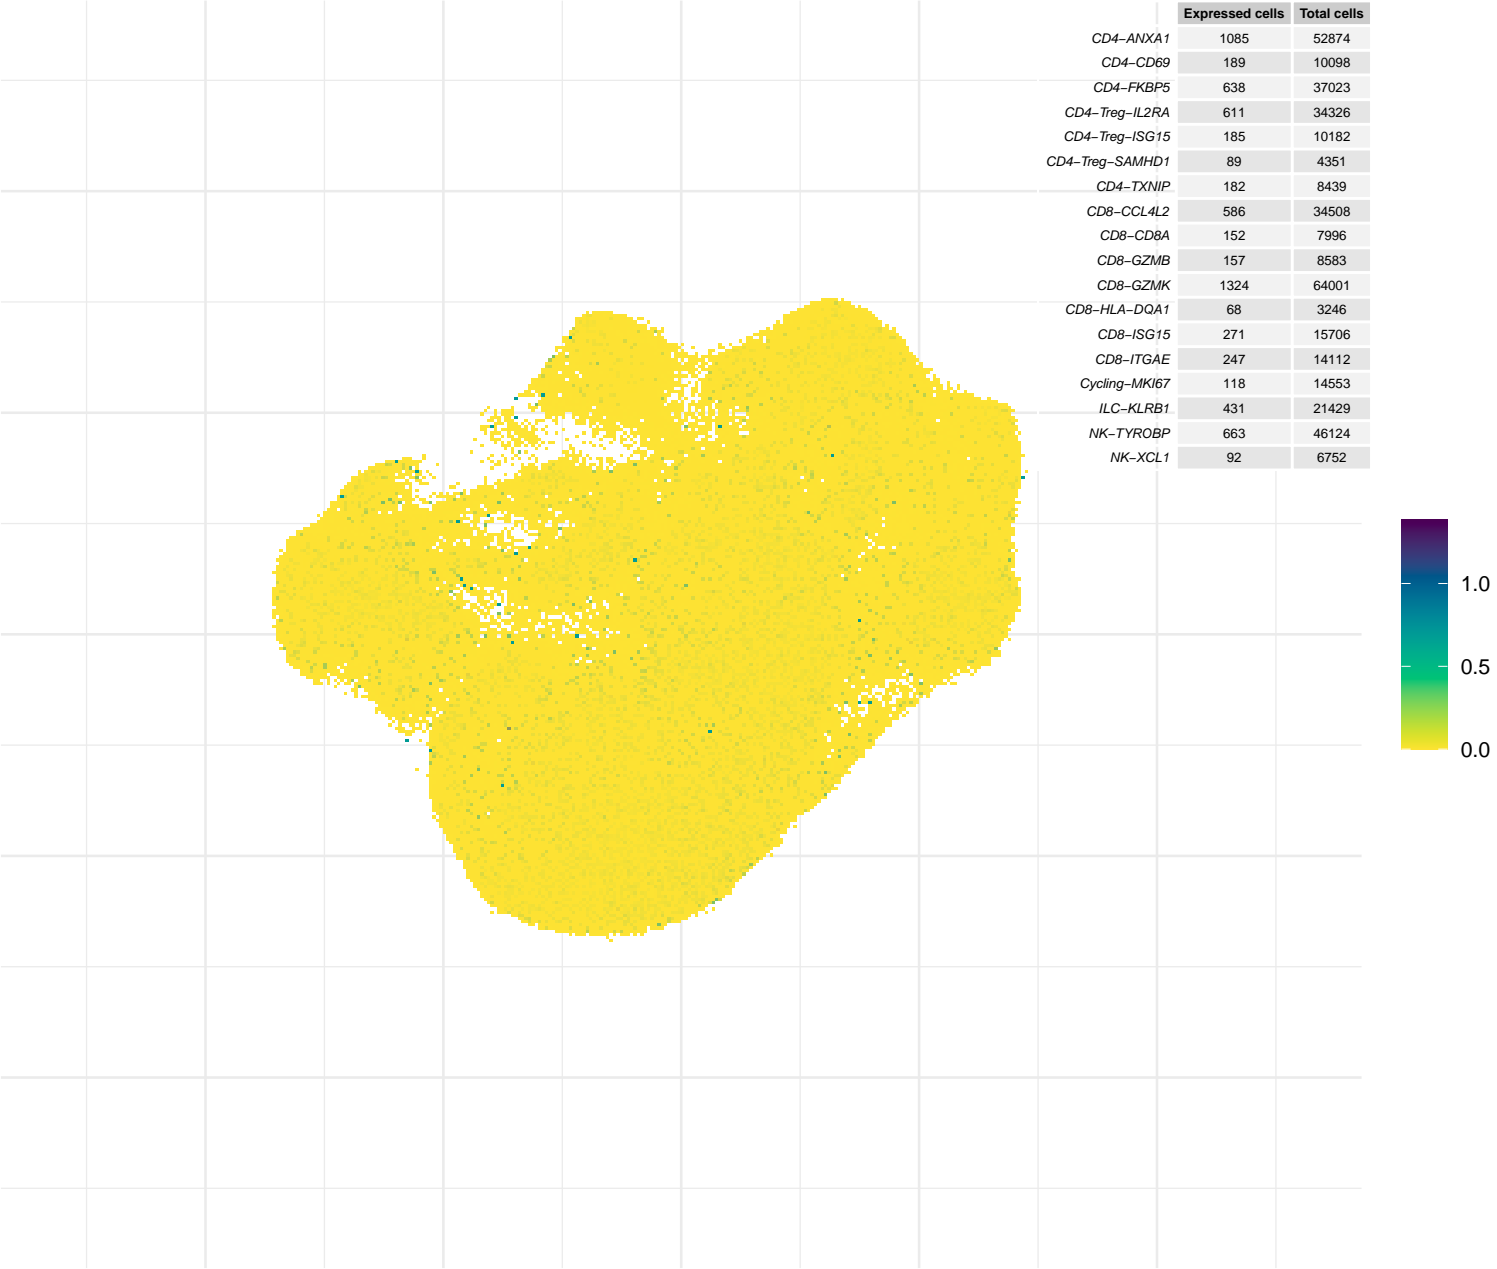 Expressed cells Total cells
CD4−ANXA1 1085 52874
CD4−CD69 189 10098
CD4−FKBP5 638 37023
CD4−Treg−IL2RA 611 34326
CD4−Treg−ISG15 185 10182
CD4−Treg−SAMHD1 89 4351
CD4−TXNIP 182 8439
CD8−CCL4L2 586 34508
CD8−CD8A 152 7996
CD8−GZMB 157 8583
CD8−GZMK 1324 64001
CD8−HLA−DQA1 68 3246
CD8−ISG15 271 15706
CD8−ITGAE 247 14112
Cycling−MKI67 118 14553
ILC−KLRB1 431 21429
NK−TYROBP 663 46124
NK−XCL1 92 6752
1.0
0.5
0.0